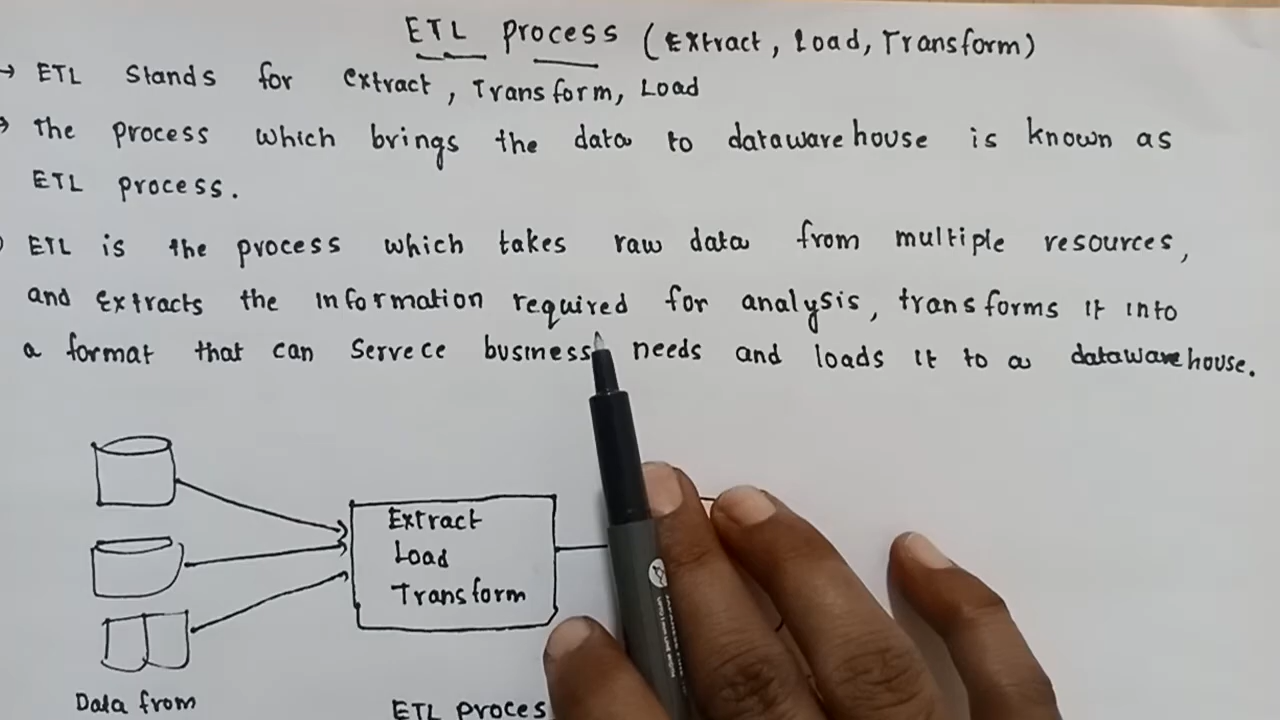 ETL Process (Extract, Load, Transform)
→ ETL Stands for extract, Transform, Load
→ The process which brings the data to datawarehouse is known as
ETL process.
ETL is the process which takes raw data from multiple resources,
and extracts the information required for analysis, transforms it into
a format that can Servece business needs and loads it to a datawarehouse.
Extract
Load
Transform
Data from
ETL proces